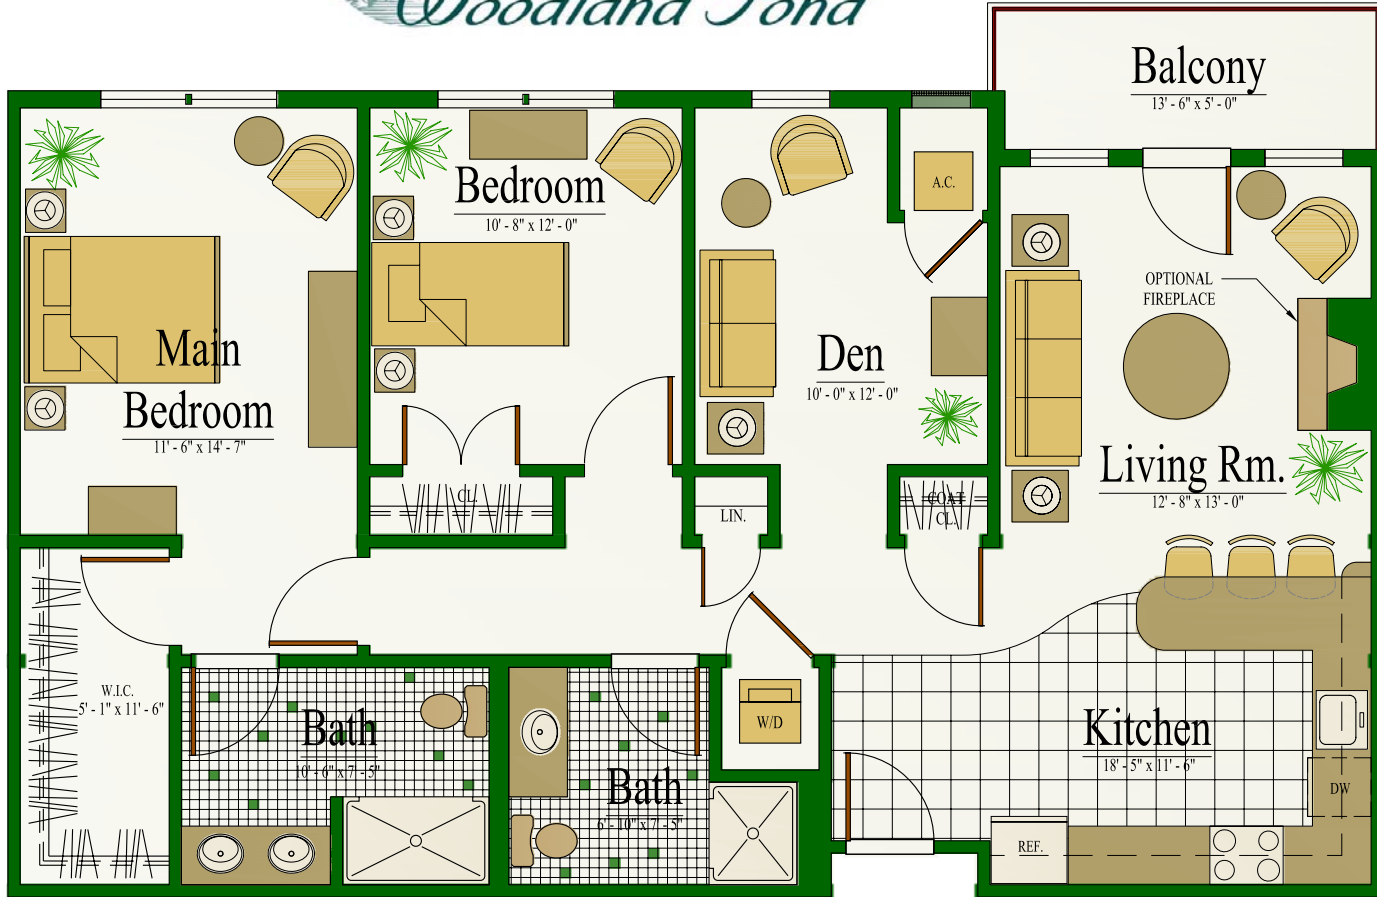 Woodland Pond
Balcony
13' - 6" x 5' - 0"
Bedroom
10' - 8" x 12' - 0"
A.C.
OPTIONAL
FIREPLACE
Main
Bedroom
11' - 6" x 14' - 7"
Den
10' - 0" x 12' - 0"
Living Rm.
12' - 8" x 13' - 0"
CL.
LIN.
COAT
CL.
W.I.C.
5' - 1" x 11' - 6"
Bath
10' - 6" x 7' - 5"
W/D
Kitchen
18' - 5" x 11' - 6"
Bath
6' - 10" x 7' - 5"
DW
REF.